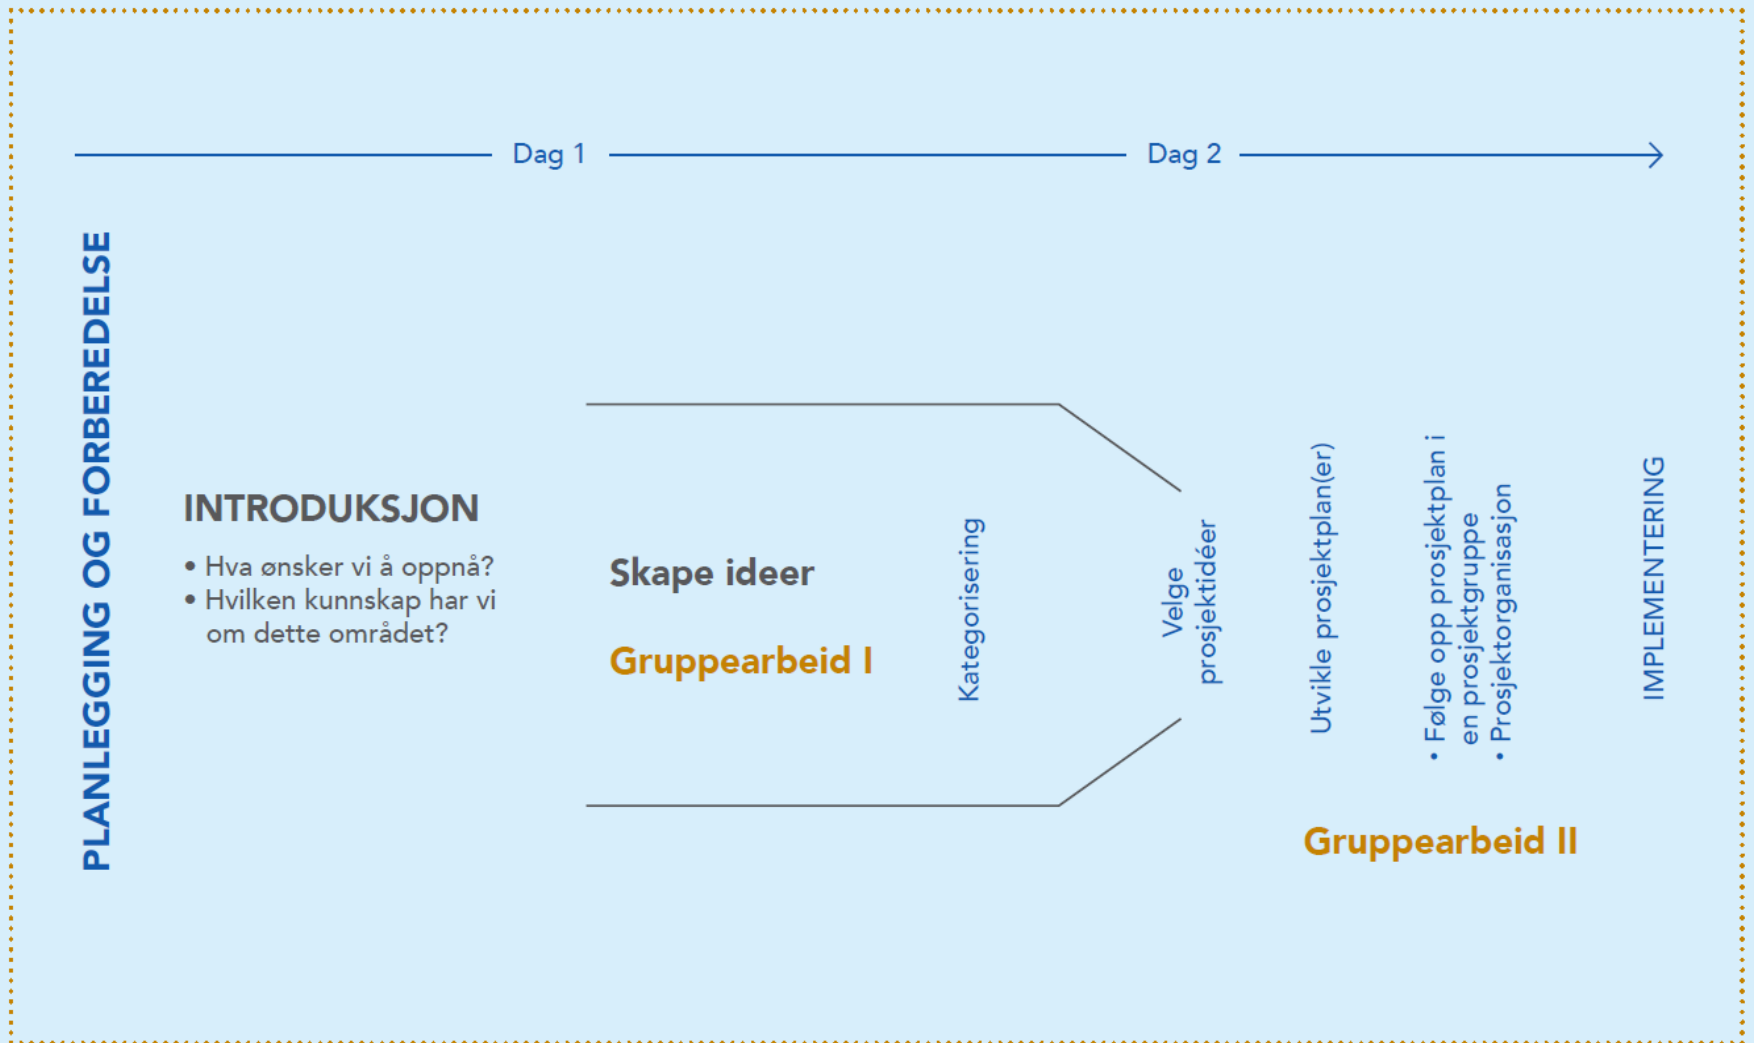 Dag 1
Dag 2
PLANLEGGING OG FORBEREDELSE
INTRODUKSJON
• Hva ønsker vi å oppnå?
• Hvilken kunnskap har vi
om dette området?
Skape ideer
Gruppearbeid I
Kategorisering
Velge
prosjektidéer
Utvikle prosjektplan(er)
• Følge opp prosjektplan i
en prosjektgruppe
• Prosjektorganisasjon
Gruppearbeid II
IMPLEMENTERING